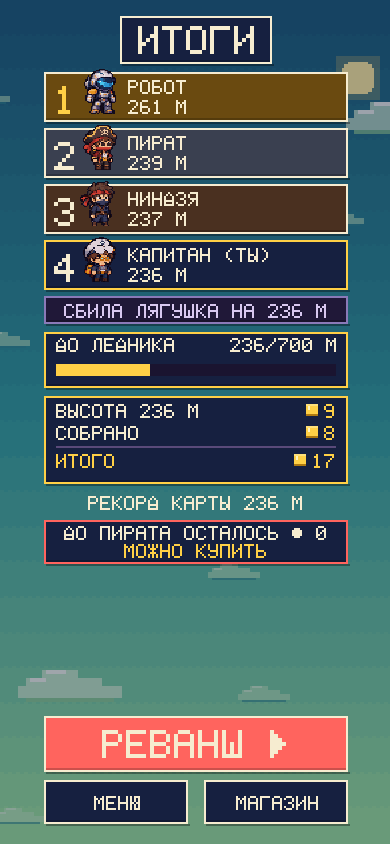 ИТОГИ
1
РОБОТ
261 М
2
ПИРАТ
239 М
3
НИНДЗЯ
237 М
4
КАПИТАН (ТЫ)
236 М
СБИЛА ЛЯГУШКА НА 236 М
ДО ЛЕДНИКА 236/700 М
ВЫСОТА 236 М 9
СОБРАНО 8
ИТОГО 17
РЕКОРД КАРТЫ 236 М
ДО ПИРАТА ОСТАЛОСЬ ● 0
МОЖНО КУПИТЬ
РЕВАНШ ▶
МЕНЮ
МАГАЗИН